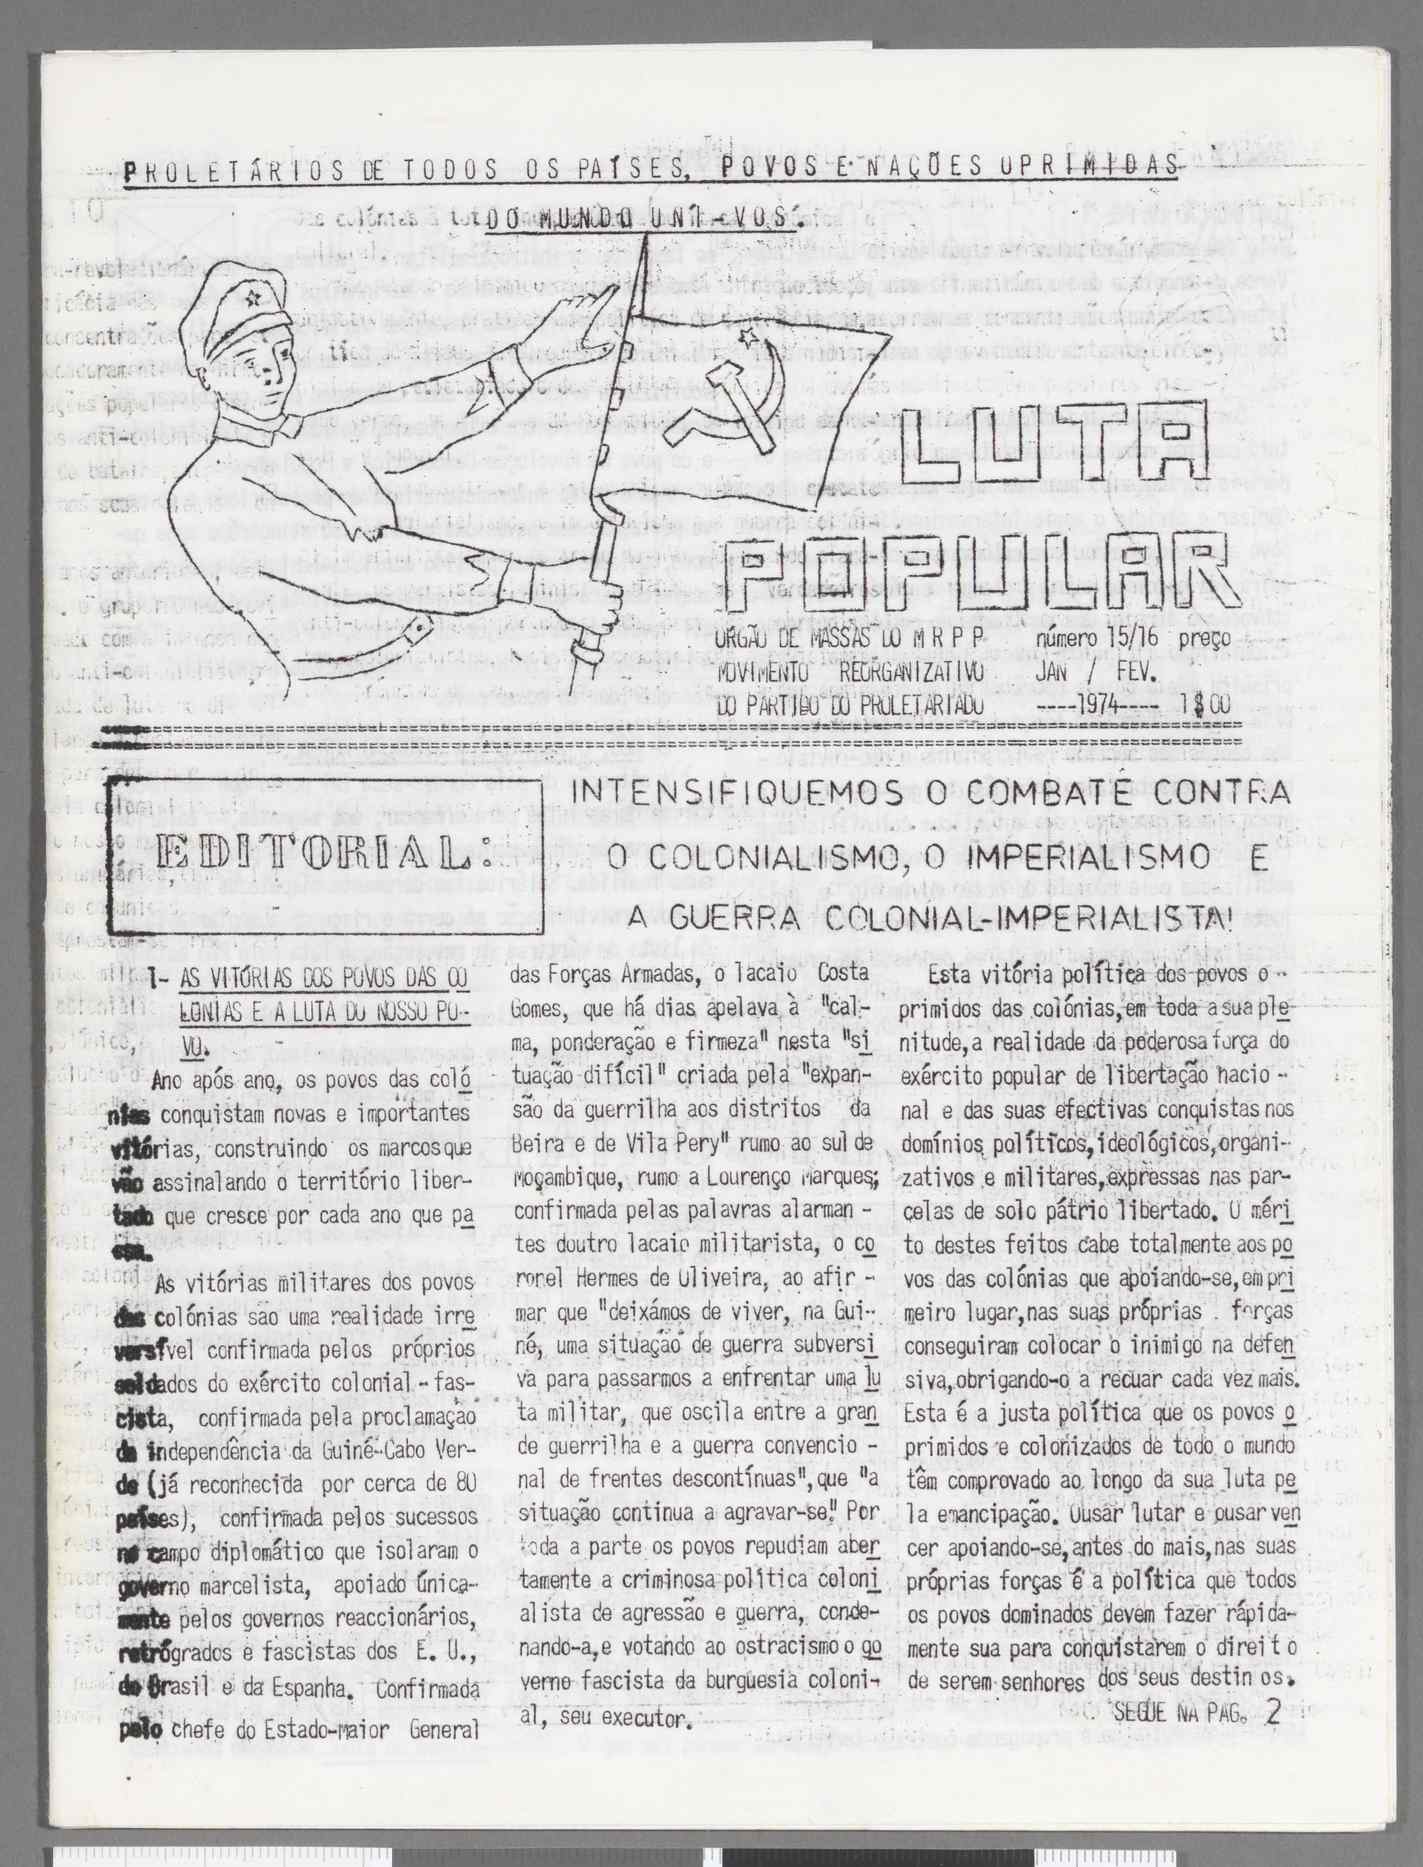 PROLETÁRIOS DE TODOS OS PAÍSES, POVOS E NAÇÕES OPRIMIDAS
DO MUNDO UNÍ-VOS!
LUTA
POPULAR
ORGÃO DE MASSAS DO M R P P número 15/16 preço
MOVIMENTO REORGANIZATIVO JAN / FEV.
DO PARTIDO DO PROLETARIADO ----1974---- 1$00
EDITORIAL:
INTENSIFIQUEMOS O COMBATE CONTRA
O COLONIALISMO, O IMPERIALISMO E
A GUERRA COLONIAL-IMPERIALISTA!
1- AS VITÓRIAS DOS POVOS DAS CO
LONIAS E A LUTA DO NOSSO PO-
VO.
Ano após ano, os povos das coló
nias conquistam novas e importantes
vitórias, construindo os marcos que
vão assinalando o território liber-
tado que cresce por cada ano que pa
ssa.
As vitórias militares dos povos
das colónias são uma realidade irre
versível confirmada pelos próprios
soldados do exército colonial-fas-
cista, confirmada pela proclamação
da independência da Guiné-Cabo Ver-
de (já reconhecida por cerca de 80
países), confirmada pelos sucessos
no campo diplomático que isolaram o
governo marcelista, apoiado única-
mente pelos governos reaccionários,
retrógrados e fascistas dos E. U.,
do Brasil e da Espanha. Confirmada
pelo chefe do Estado-Maior General
das Forças Armadas, o lacaio Costa
Gomes, que há dias apelava à "cal-
ma, ponderação e firmeza" nesta "si
tuação difícil" criada pela "expan-
são da guerrilha aos distritos da
Beira e de Vila Pery" rumo ao sul de
Moçambique, rumo a Lourenço Marques;
confirmada pelas palavras alarman -
tes doutro lacaio militarista, o co
ronel Hermes de Oliveira, ao afir -
mar que "deixámos de viver, na Gui-
né, uma situação de guerra subversi
va para passarmos a enfrentar uma lu
ta militar, que oscila entre a gran
de guerrilha e a guerra convencio -
nal de frentes descontínuas", que "a
situação continua a agravar-se". Por
toda a parte os povos repudiam aber
tamente a criminosa política coloni
alista de agressão e guerra, conde-
nando-a, e votando ao ostracismo o go
verno fascista da burguesia coloni-
al, seu executor.
Esta vitória política dos povos o-
primidos das colónias, em toda a sua ple
nitude, a realidade da poderosa força do
exército popular de libertação nacio -
nal e das suas efectivas conquistas nos
domínios políticos, ideológicos, organi-
zativos e militares, expressas nas par-
celas de solo pátrio libertado. O méri
to destes feitos cabe totalmente aos po
vos das colónias que apoiando-se, em pri
meiro lugar, nas suas próprias forças
conseguiram colocar o inimigo na defen
siva, obrigando-o a recuar cada vez mais.
Esta é a justa política que os povos o
primidos e colonizados de todo o mundo
têm comprovado ao longo da sua luta pe
la emancipação. Ousar lutar e ousar ven
cer apoiando-se, antes do mais, nas suas
próprias forças é a política que todos
os povos dominados devem fazer rápida-
mente sua para conquistarem o direito
de serem senhores dos seus destinos.
SEGUE NA PAG. 2